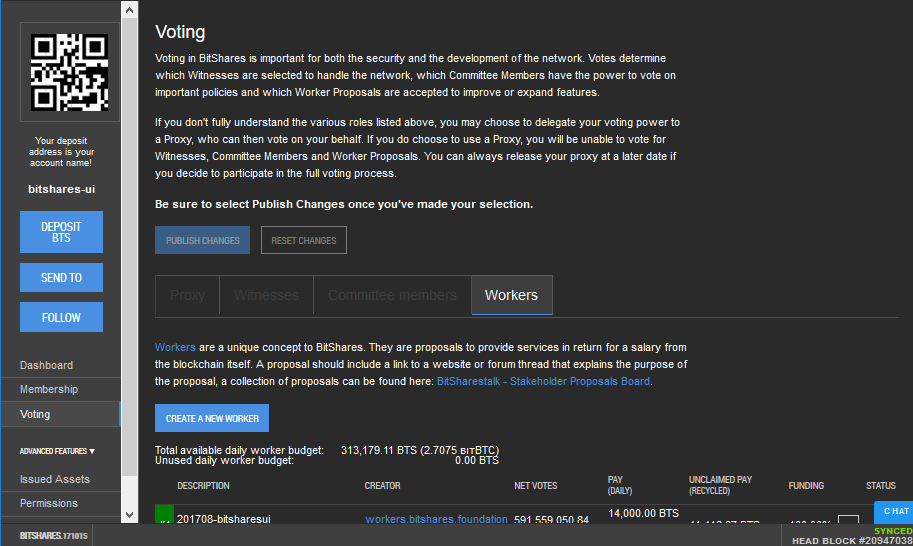 Your deposit
address is your
account name!
bitshares-ui
DEPOSIT
BTS
SEND TO
FOLLOW
Dashboard
Membership
Voting
ADVANCED FEATURES ▼
Issued Assets
Permissions
Voting
Voting in BitShares is important for both the security and the development of the network. Votes determine
which Witnesses are selected to handle the network, which Committee Members have the power to vote on
important policies and which Worker Proposals are accepted to improve or expand features.
If you don't fully understand the various roles listed above, you may choose to delegate your voting power to
a Proxy, who can then vote on your behalf. If you do choose to use a Proxy, you will be unable to vote for
Witnesses, Committee Members and Worker Proposals. You can always release your proxy at a later date if
you decide to participate in the full voting process.
Be sure to select Publish Changes once you've made your selection.
PUBLISH CHANGES RESET CHANGES
Proxy Witnesses Committee members Workers
Workers are a unique concept to BitShares. They are proposals to provide services in return for a salary from
the blockchain itself. A proposal should include a link to a website or forum thread that explains the purpose of
the proposal, a collection of proposals can be found here: BitSharestalk - Stakeholder Proposals Board.
CREATE A NEW WORKER
Total available daily worker budget: 313,179.11 BTS (2.7075 BITBTC)
Unused daily worker budget: 0.00 BTS
DESCRIPTION CREATOR NET VOTES PAY (DAILY) UNCLAIMED PAY (RECYCLED) FUNDING STATUS
201708-bitsharesui workers.bitshares.foundation 591,559,050.84 14,000.00 BTS
CHAT
BITSHARES.171015
SYNCED
HEAD BLOCK #20947038